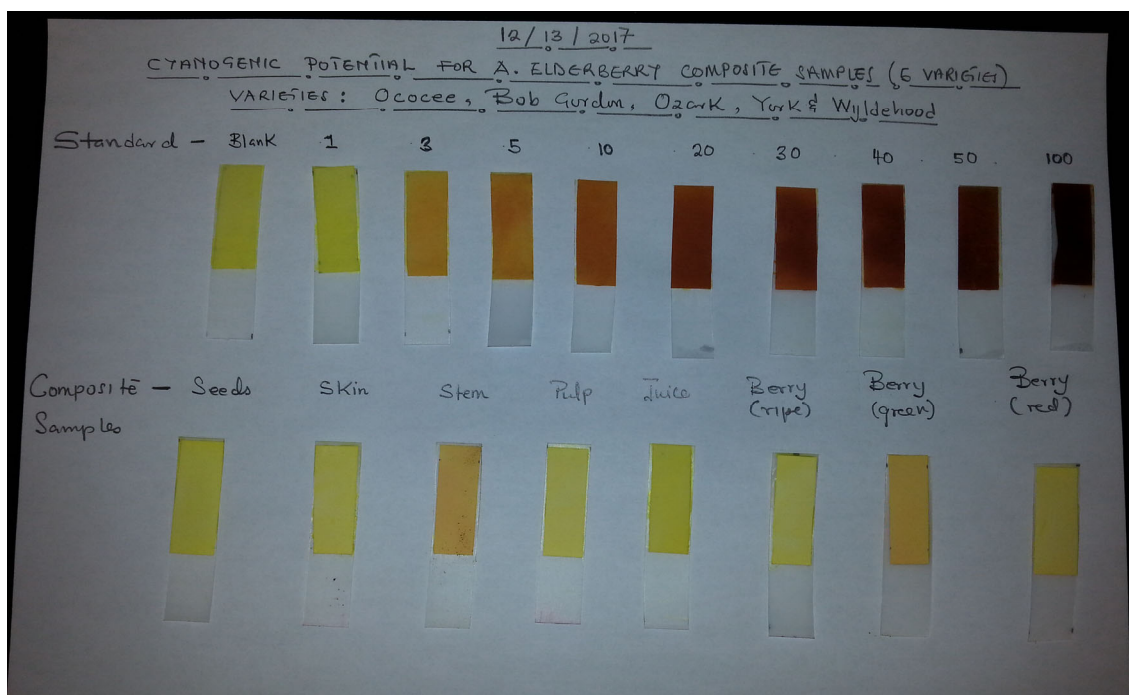 12/13/2017
CYANOGENIC POTENTIAL FOR A. ELDERBERRY COMPOSITE SAMPLES (5 VARIETIES)
VARIETIES: Ococee, Bob Gordon, Ozark, York & Wyldehood
Standard - Blank 1 3 5 10 20 30 40 50 100
Composite - Seeds Skin Stem Pulp Juice Berry (ripe) Berry (green) Berry (red)
Samples